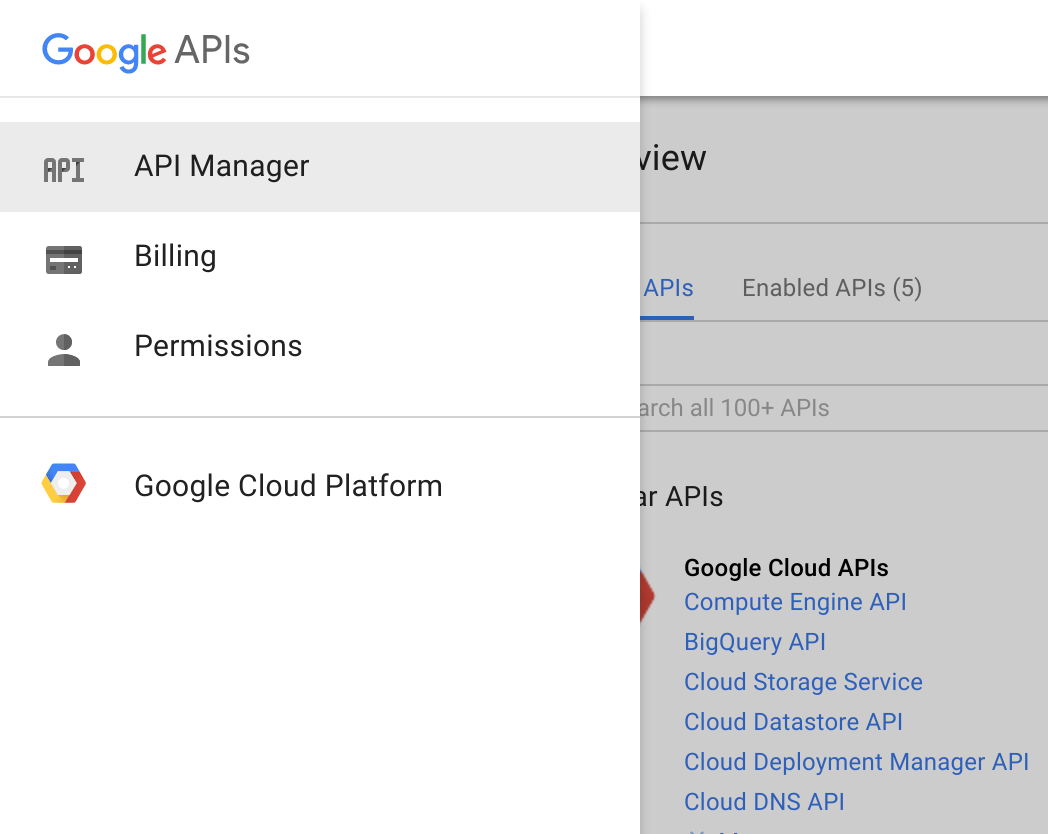 Google APIs
API Manager
Billing
Permissions
Google Cloud Platform
view
APIs
Enabled APIs (5)
arch all 100+ APIs
ar APIs
Google Cloud APIs
Compute Engine API
BigQuery API
Cloud Storage Service
Cloud Datastore API
Cloud Deployment Manager API
Cloud DNS API